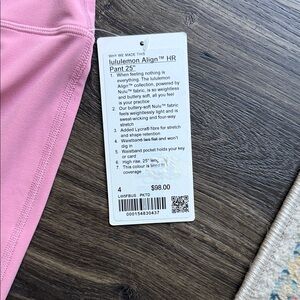 WHY WE MADE THIS
lululemon Align™ HR
Pant 25"
1. When feeling nothing is
everything. The lululemon
Align™ collection, powered by
Nulu™ fabric, is so weightless
and buttery soft, all you feel
is your practice
2. Our buttery-soft Nulu™ fabric
feels weightlessly light and is
sweat-wicking and four-way
stretch
3. Added Lycra® fibre for stretch
and shape retention
4. Waistband lies flat and won't
dig in
5. Waistband pocket holds your key
or card
6. High rise, 25" leg
7. This colour is lined
coverage
4 $98.00
000154830437